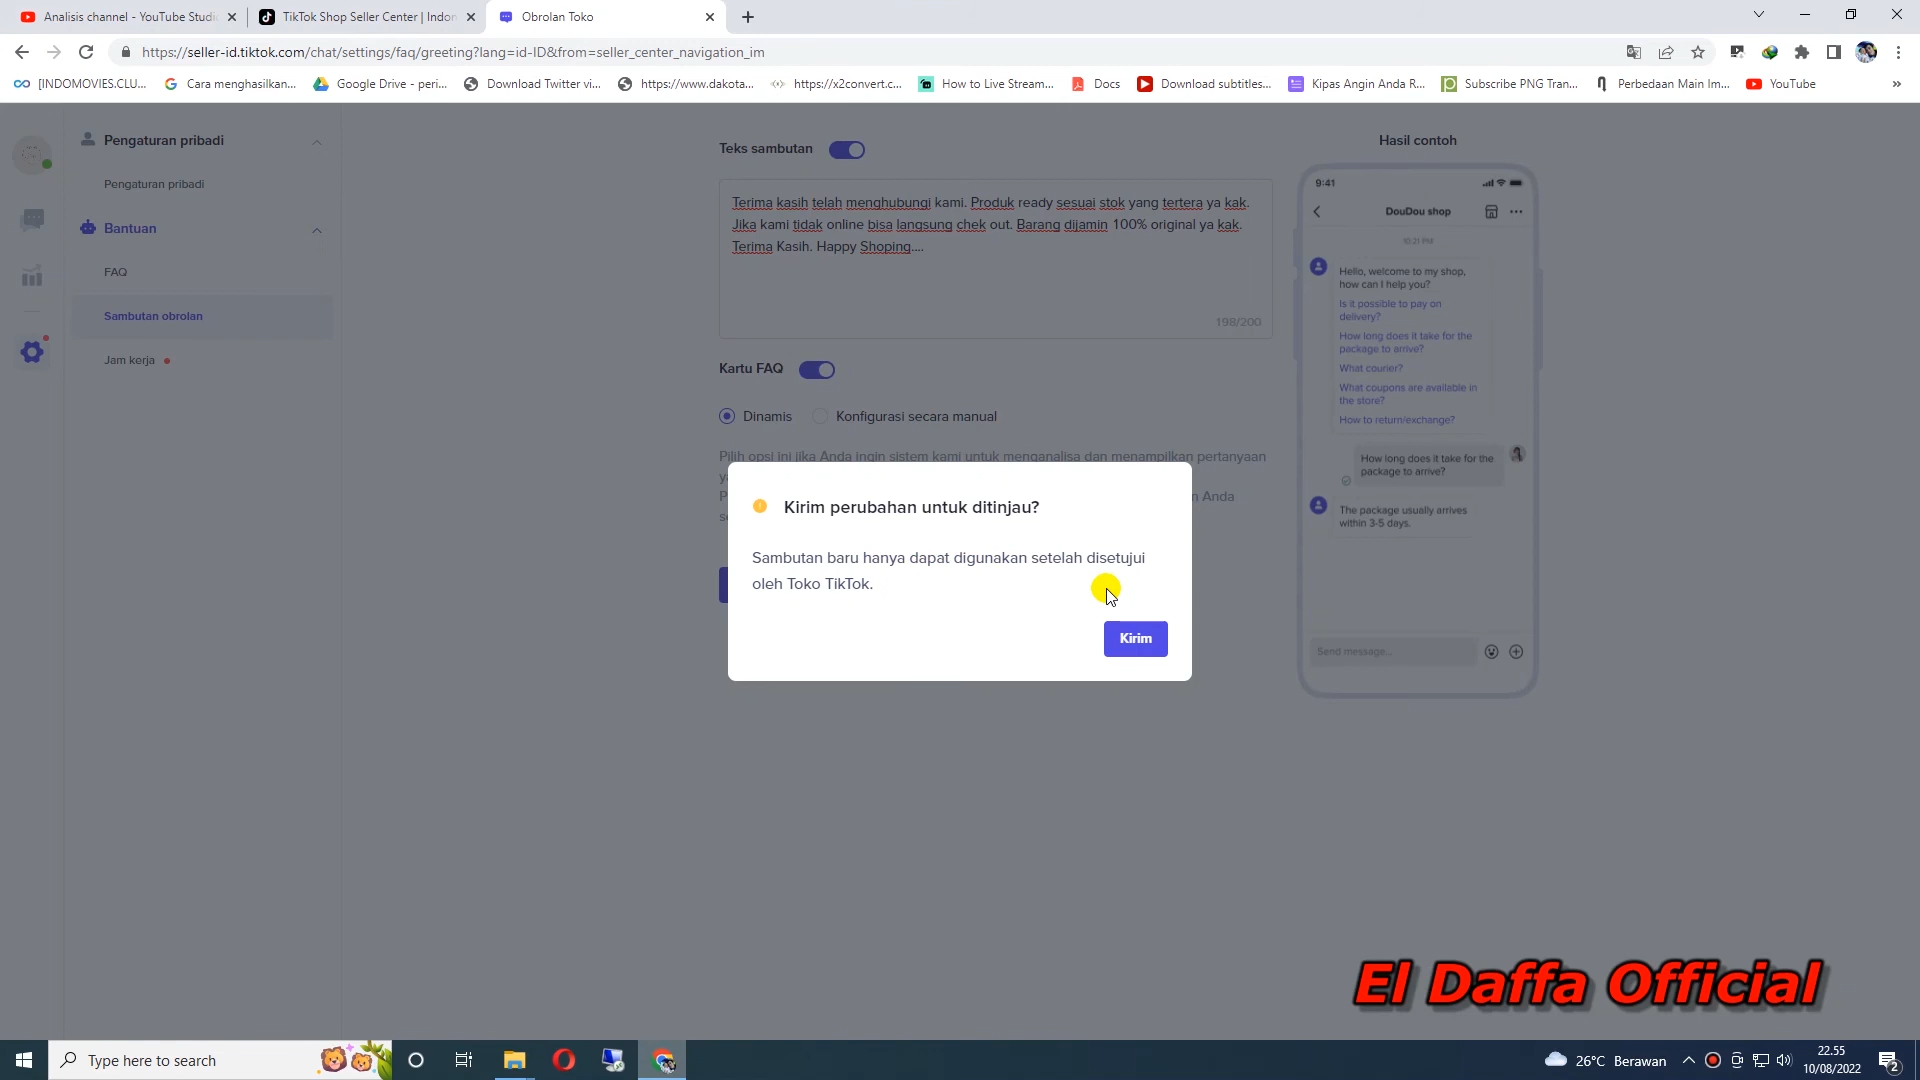 Analisis channel - YouTube Studi
TikTok Shop Seller Center | Indon
Obrolan Toko
https://seller-id.tiktok.com/chat/settings/faq/greeting?lang=id-ID&from=seller_center_navigation_im
[INDOMOVIES.CLU...
Cara menghasilkan...
Google Drive - peri...
Download Twitter vi...
https://www.dakota...
https://x2convert.c...
How to Live Stream...
Docs
Download subtitles...
Kipas Angin Anda R...
Subscribe PNG Tran...
Perbedaan Main Im...
YouTube
»
Pengaturan pribadi
Pengaturan pribadi
Bantuan
FAQ
Sambutan obrolan
Jam kerja
Teks sambutan
Terima kasih telah menghubungi kami. Produk ready sesuai stok yang tertera ya kak.
Jika kami tidak online bisa langsung chek out. Barang dijamin 100% original ya kak.
Terima Kasih. Happy Shoping....
198/200
Kartu FAQ
Dinamis
Konfigurasi secara manual
Pilih opsi ini jika Anda ingin sistem kami untuk menganalisa dan menampilkan pertanyaan
n Anda
Kirim perubahan untuk ditinjau?
Sambutan baru hanya dapat digunakan setelah disetujui
oleh Toko TikTok.
Kirim
Hasil contoh
9:41
DouDou shop
10:21 PM
Hello, welcome to my shop,
how can I help you?
Is it possible to pay on
delivery?
How long does it take for the
package to arrive?
What courier?
What coupons are available in
the store?
How to return/exchange?
How long does it take for the
package to arrive?
The package usually arrives
within 3-5 days.
Send message...
El Daffa Official
Type here to search
26°C Berawan
22.55
10/08/2022
2